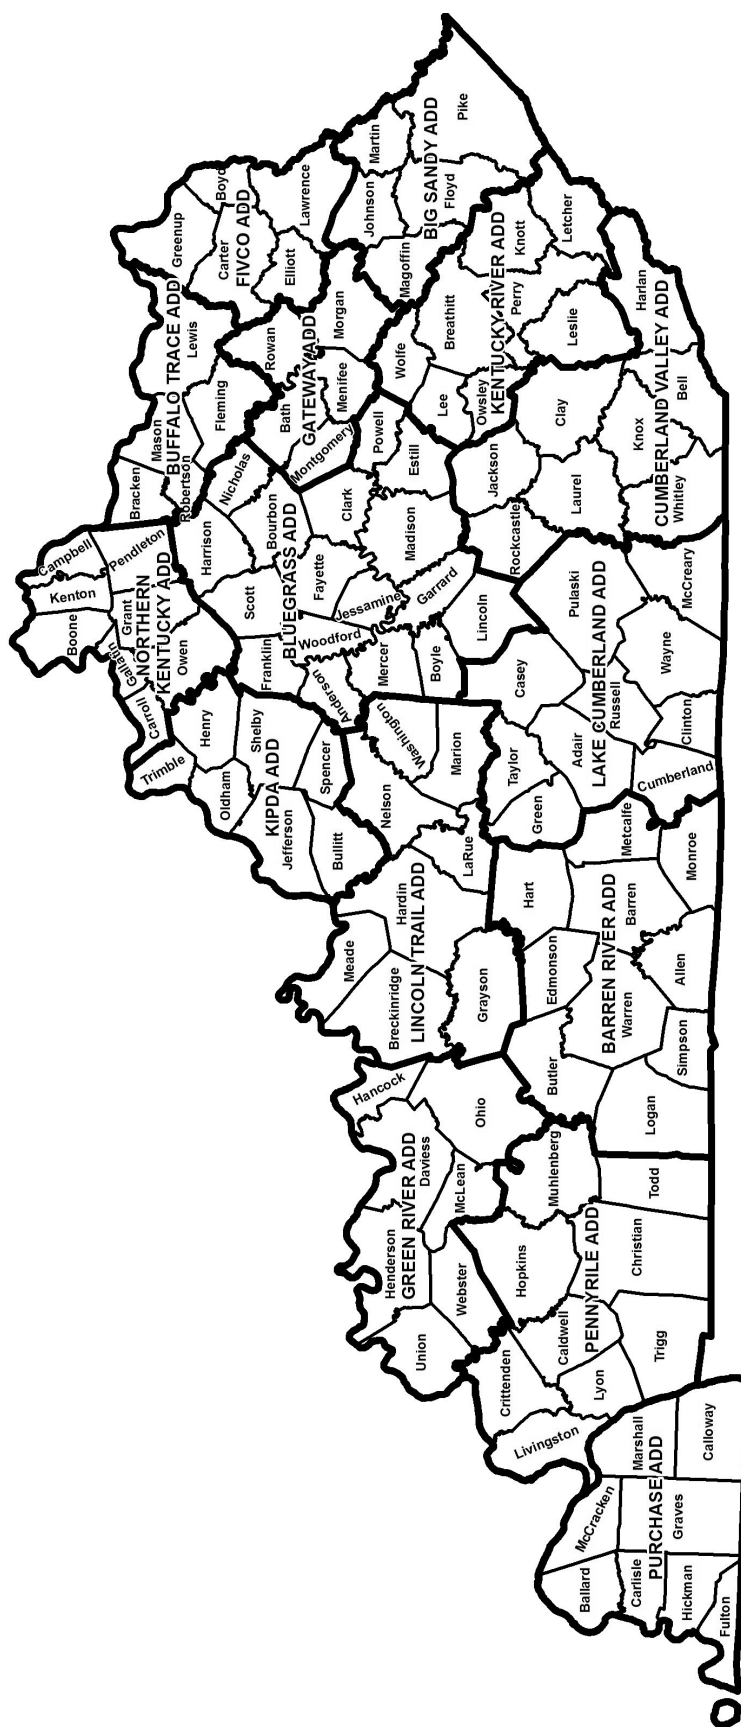 PURCHASE ADD
Ballard
McCracken
Carlisle
Hickman
Fulton
Graves
Marshall
Calloway
PENNYRILE ADD
Livingston
Crittenden
Lyon
Caldwell
Trigg
Hopkins
Christian
Muhlenberg
Todd
GREEN RIVER ADD
Union
Henderson
Webster
Daviess
McLean
Hancock
Ohio
BARREN RIVER ADD
Logan
Butler
Simpson
Warren
Edmonson
Allen
Barren
Hart
Metcalfe
Monroe
LINCOLN TRAIL ADD
Breckinridge
Meade
Grayson
Hardin
LaRue
Nelson
Marion
Washington
KIPDA ADD
Jefferson
Bullitt
Oldham
Shelby
Spencer
Trimble
Henry
LAKE CUMBERLAND ADD
Green
Taylor
Adair
Casey
Russell
Cumberland
Clinton
Wayne
Pulaski
McCreary
NORTHERN
KENTUCKY ADD
Carroll
Gallatin
Owen
Boone
Grant
Kenton
Campbell
Pendleton
BLUEGRASS ADD
Franklin
Anderson
Woodford
Mercer
Boyle
Scott
Fayette
Jessamine
Garrard
Lincoln
Harrison
Bourbon
Nicholas
Clark
Madison
Estill
Powell
BUFFALO TRACE ADD
Bracken
Robertson
Mason
Fleming
Lewis
GATEWAY ADD
Montgomery
Bath
Menifee
Rowan
Morgan
FIVCO ADD
Greenup
Carter
Boyd
Elliott
Lawrence
BIG SANDY ADD
Magoffin
Johnson
Martin
Floyd
Pike
KENTUCKY RIVER ADD
Lee
Owsley
Wolfe
Breathitt
Perry
Leslie
Knott
Letcher
CUMBERLAND VALLEY ADD
Rockcastle
Jackson
Laurel
Clay
Whitley
Knox
Bell
Harlan